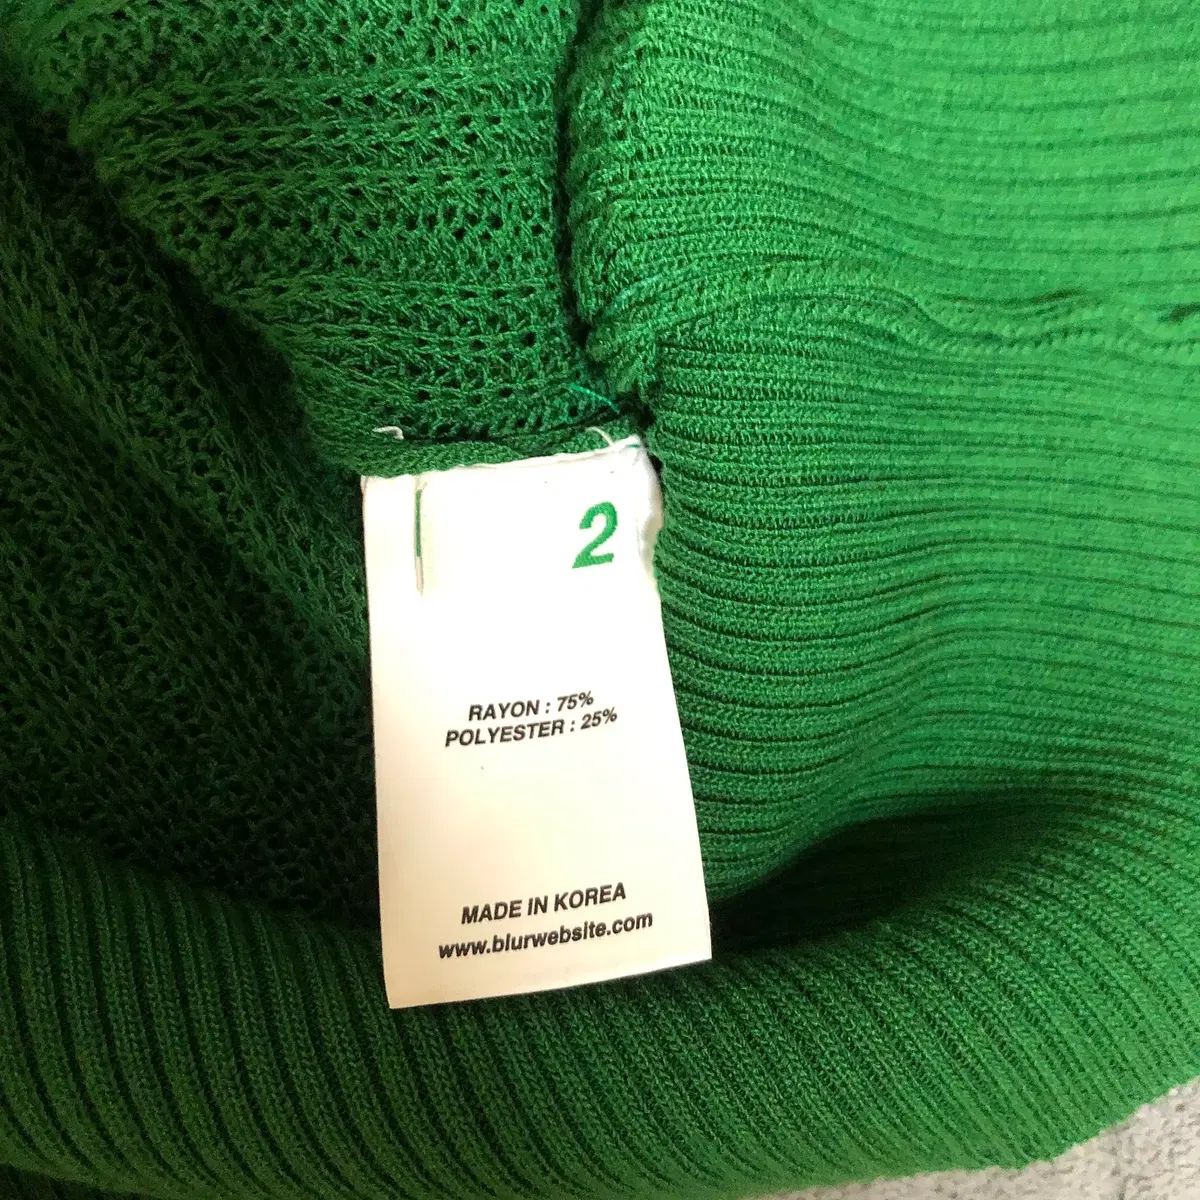 2
RAYON : 75%
POLYESTER : 25%
MADE IN KOREA
www.blurwebsite.com